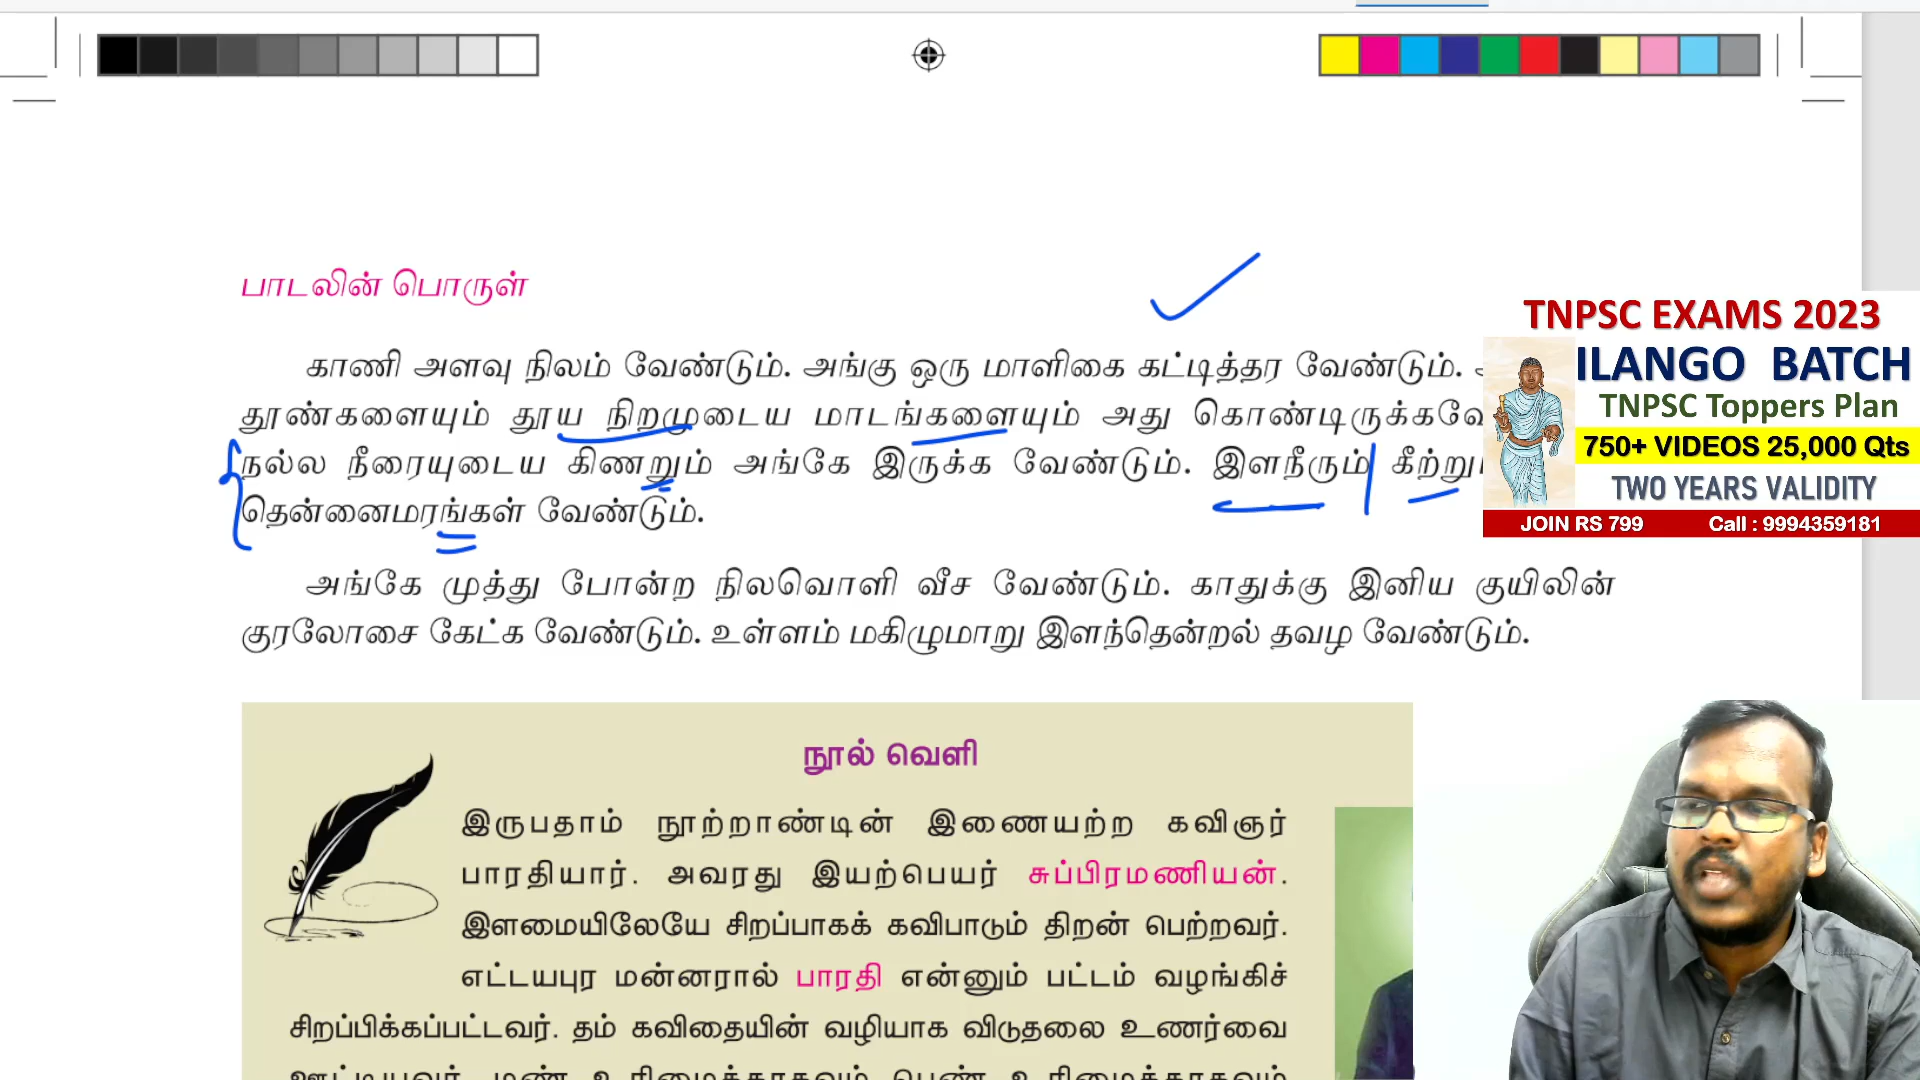 பாடலின் பொருள்
காணி அளவு நிலம் வேண்டும். அங்கு ஒரு மாளிகை கட்டித்தர வேண்டும்.
தூண்களையும் தூய நிறமுடைய மாடங்களையும் அது
நல்ல நீரையுடைய கிணறும் அங்கே இருக்க வேண்டும். இளநீரும்
தென்னைமரங்கள் வேண்டும்.
அங்கே முத்து போன்ற நிலவொளி வீச வேண்டும். காதுக்கு இனிய குயிலின்
குரலோசை கேட்க வேண்டும். உள்ளம் மகிழுமாறு இளந்தென்றல் தவழ வேண்டும்.
நூல் வெளி
இருபதாம் நூற்றாண்டின் இணையற்ற கவிஞர்
பாரதியார். அவரது இயற்பெயர் சுப்பிரமணியன்.
இளமையிலேயே சிறப்பாகக் கவிபாடும் திறன் பெற்றவர்.
எட்டயபுர மன்னரால் பாரதி என்னும் பட்டம் வழங்கிச்
சிறப்பிக்கப்பட்டவர். தம் கவிதையின் வழியாக விடுதலை உணர்வை
TNPSC EXAMS 2023
ILANGO BATCH
TNPSC Toppers Plan
750+ VIDEOS 25,000 Qts
TWO YEARS VALIDITY
JOIN RS 799 Call : 9994359181